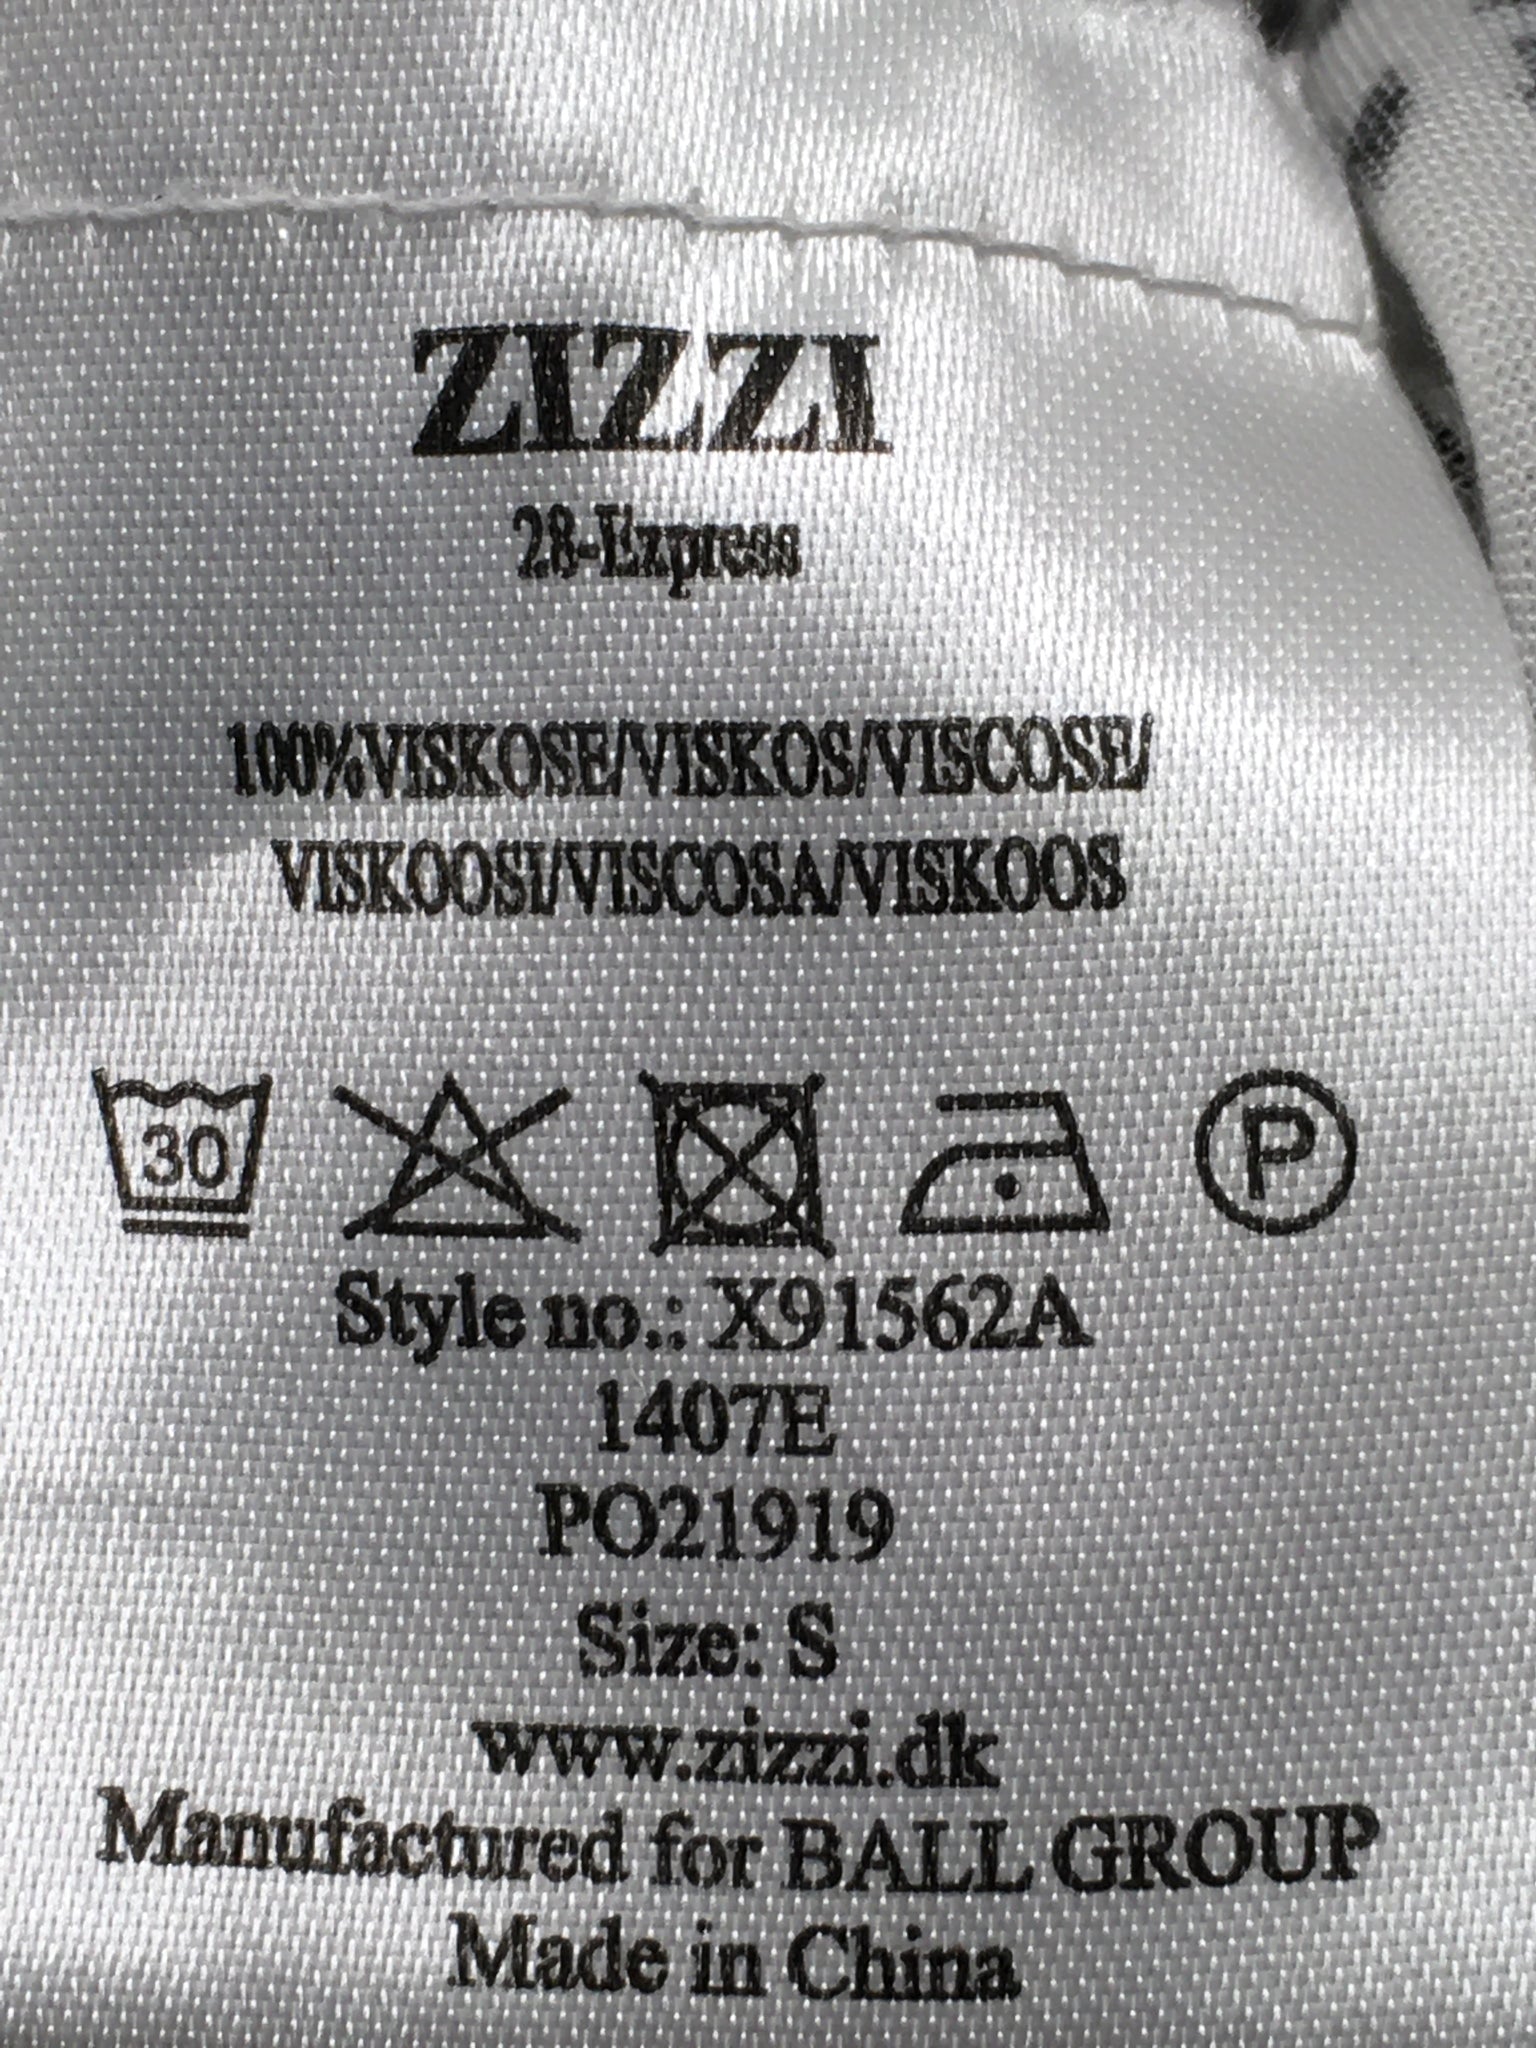 ZIZZI
28-Express
100%VISKOSE/VISKOS/VISCOSE/
VISKOOSI/VISCOSA/VISKOOS
30
P
Style no.: X91562A
1407E
PO21919
Size: S
www.zizzi.dk
Manufactured for BALL GROUP
Made in China